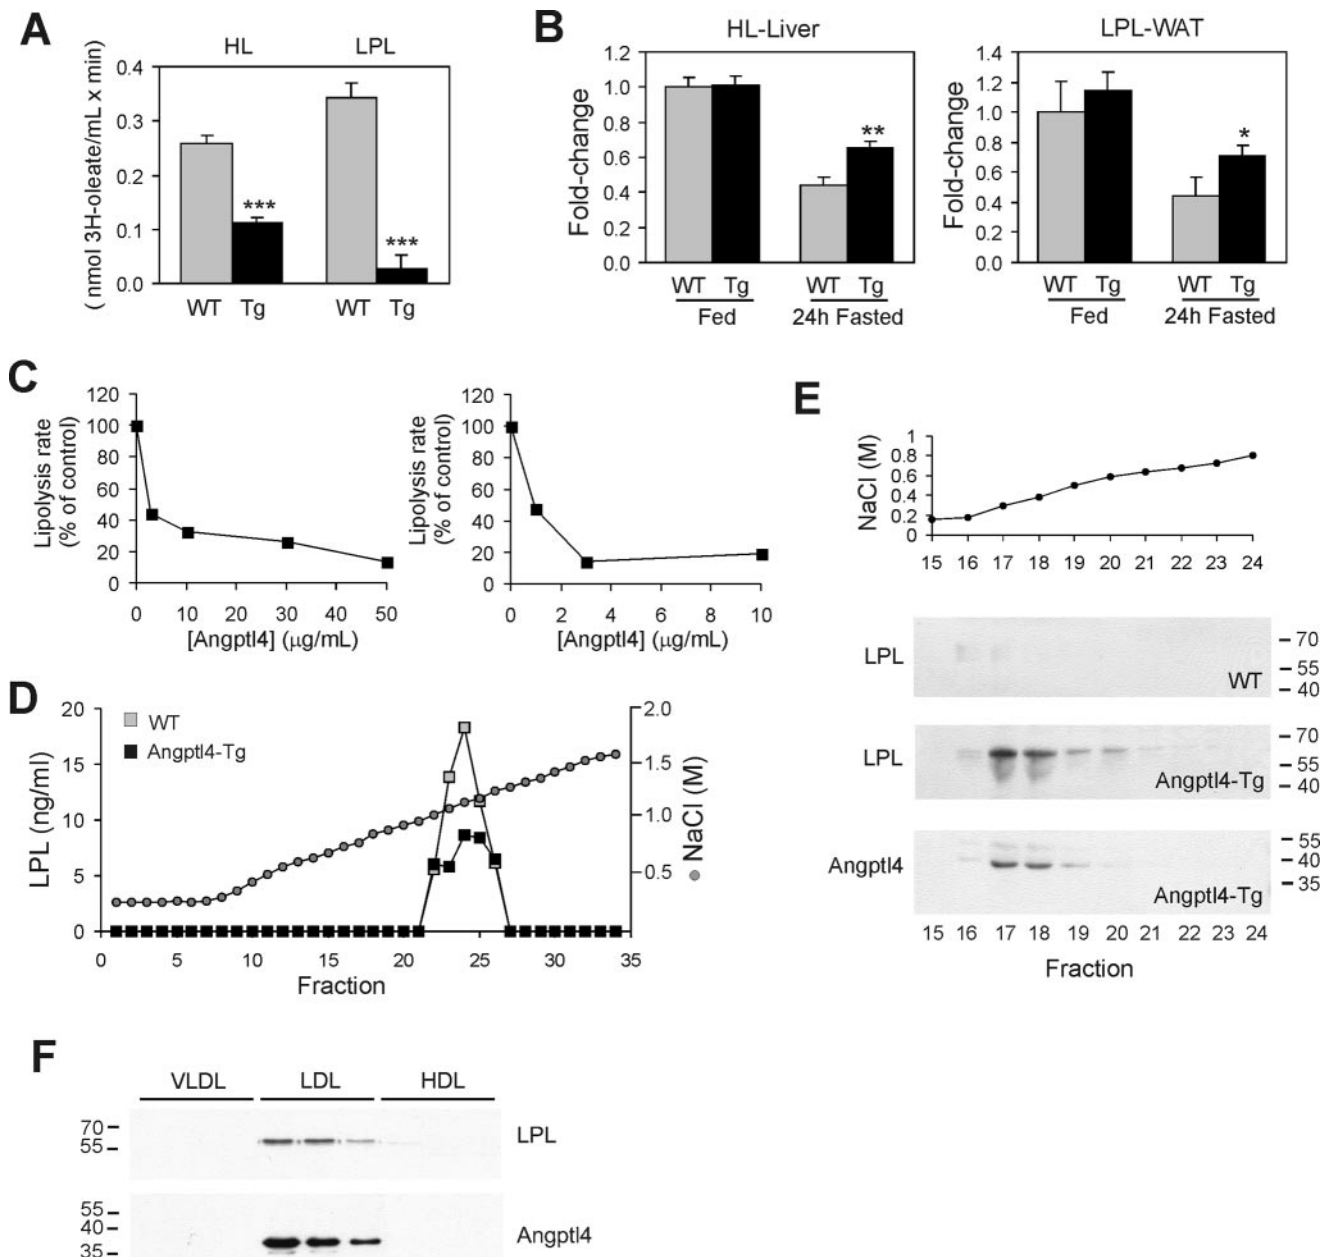 A
HL LPL
( nmol 3H-oleate/mL x min)
0.4
0.3
0.2
0.1
0.0
***
***
WT Tg WT Tg
B
HL-Liver
Fold-change
1.2
1.0
0.8
0.6
0.4
0.2
0.0
**
WT Tg WT Tg
Fed 24h Fasted
LPL-WAT
Fold-change
1.4
1.2
1.0
0.8
0.6
0.4
0.2
0.0
*
WT Tg WT Tg
Fed 24h Fasted
C
Lipolysis rate
(% of control)
120
100
80
60
40
20
0
0 10 20 30 40 50
[Angptl4] (μg/mL)
Lipolysis rate
(% of control)
120
100
80
60
40
20
0
0 2 4 6 8 10
[Angptl4] (μg/mL)
D
LPL (ng/ml)
20
15
10
5
0
WT
Angptl4-Tg
2.0
1.5
1.0
0.5
NaCl (M)
0 5 10 15 20 25 30 35
Fraction
E
NaCl (M)
1
0.8
0.6
0.4
0.2
0
15 16 17 18 19 20 21 22 23 24
LPL
70
55
40
WT
LPL
70
55
40
Angptl4-Tg
Angptl4
55
40
35
Angptl4-Tg
15 16 17 18 19 20 21 22 23 24
Fraction
F
VLDL LDL HDL
70
55
LPL
55
40
35
Angptl4